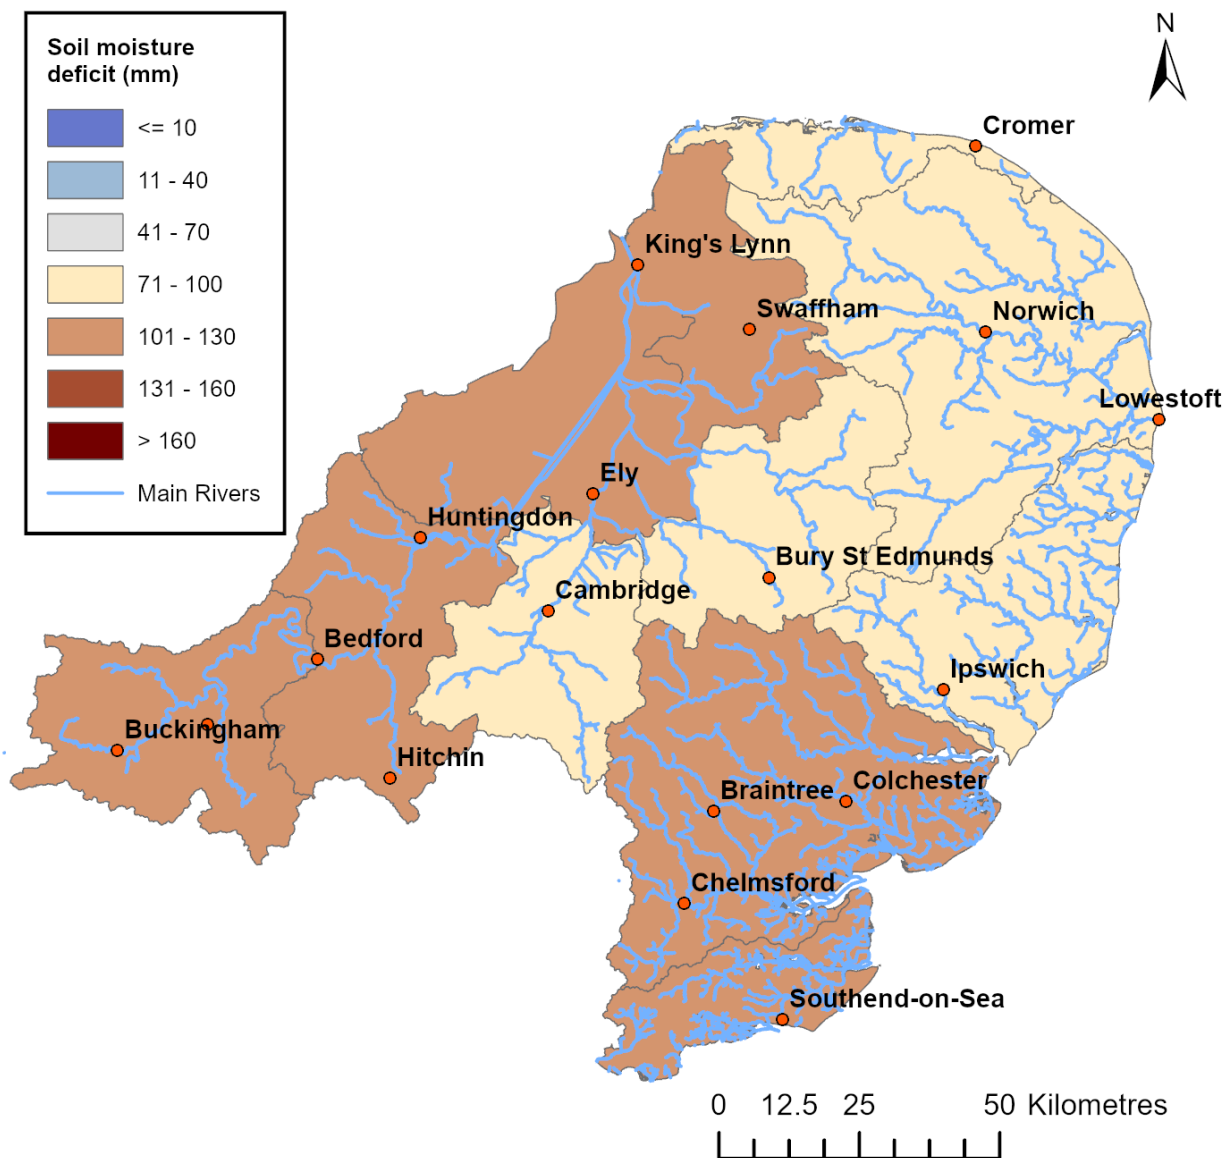 Soil moisture
deficit (mm)
<= 10
11 - 40
41 - 70
71 - 100
101 - 130
131 - 160
> 160
Main Rivers
N
Cromer
King's Lynn
Swaffham
Norwich
Lowestoft
Ely
Huntingdon
Bury St Edmunds
Cambridge
Bedford
Ipswich
Buckingham
Hitchin
Colchester
Braintree
Chelmsford
Southend-on-Sea
0 12.5 25 50 Kilometres